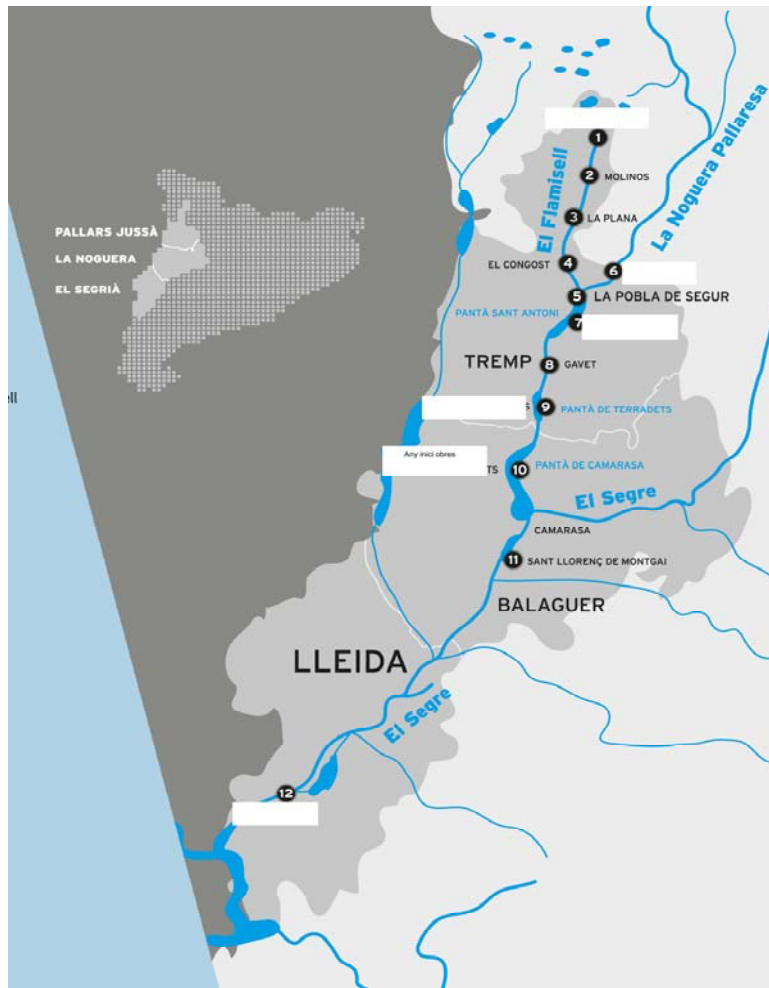 1
2 MOLINOS
El Flamisell
La Noguera Pallaresa
3 LA PLANA
PALLARS JUSSÀ
LA NOGUERA
EL SEGRIÀ
EL CONGOST 4
6
5 LA POBLA DE SEGUR
PANTÀ SANT ANTONI
7
TREMP
8 GAVET
ell
S 9 PANTÀ DE TERRADETS
Any inici obres
TS 10 PANTÀ DE CAMARASA
El Segre
CAMARASA
11 SANT LLORENÇ DE MONTGAI
BALAGUER
LLEIDA
El Segre
12